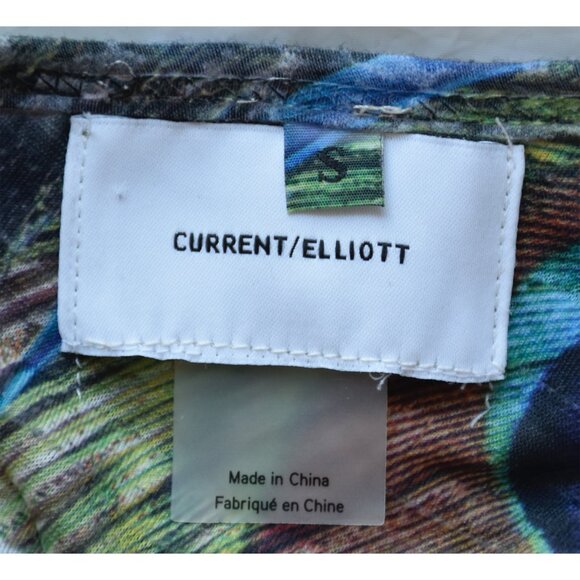 S
CURRENT/ELLIOTT
Made in China
Fabriqué en Chine